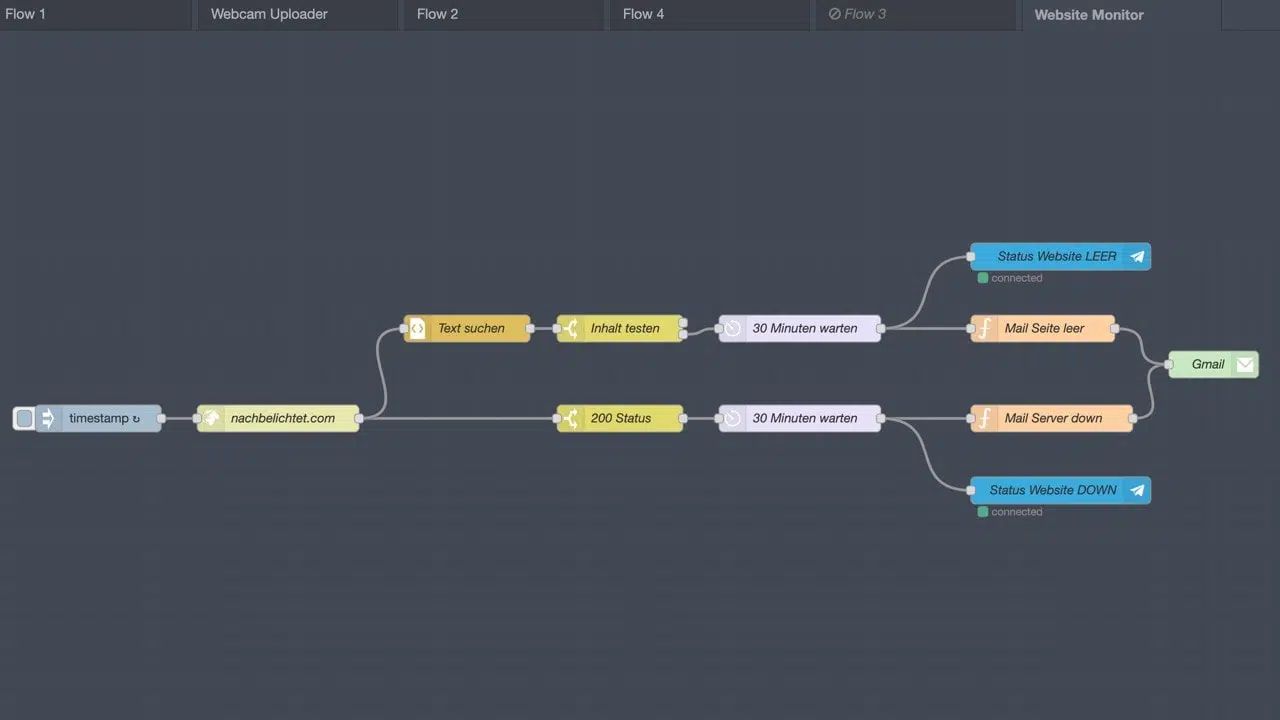 Flow 1
Webcam Uploader
Flow 2
Flow 4
Flow 3
Website Monitor
Status Website LEER
connected
Text suchen
Inhalt testen
30 Minuten warten
Mail Seite leer
Gmail
timestamp ↻
nachbelichtet.com
200 Status
30 Minuten warten
Mail Server down
Status Website DOWN
connected